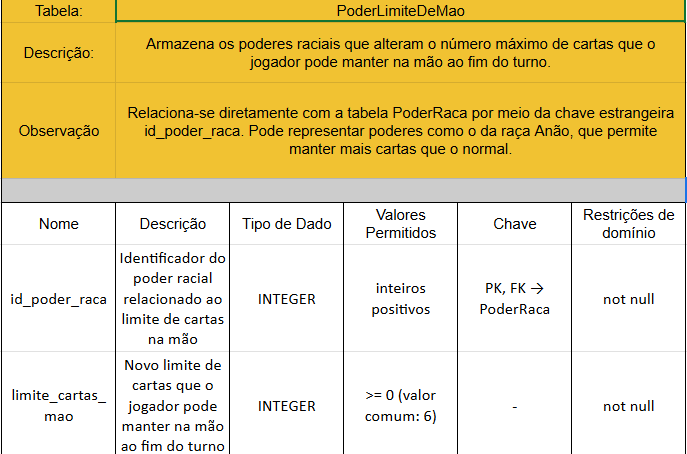 Tabela:
PoderLimiteDeMao
Descrição:
Armazena os poderes raciais que alteram o número máximo de cartas que o
jogador pode manter na mão ao fim do turno.
Observação
Relaciona-se diretamente com a tabela PoderRaca por meio da chave estrangeira
id_poder_raca. Pode representar poderes como o da raça Anão, que permite
manter mais cartas que o normal.
Nome
Descrição
Tipo de Dado
Valores
Permitidos
Chave
Restrições de
domínio
id_poder_raca
Identificador do
poder racial
relacionado ao
limite de cartas
na mão
INTEGER
inteiros
positivos
PK, FK →
PoderRaca
not null
limite_cartas_
mao
Novo limite de
cartas que o
jogador pode
manter na mão
ao fim do turno
INTEGER
>= 0 (valor
comum: 6)
-
not null